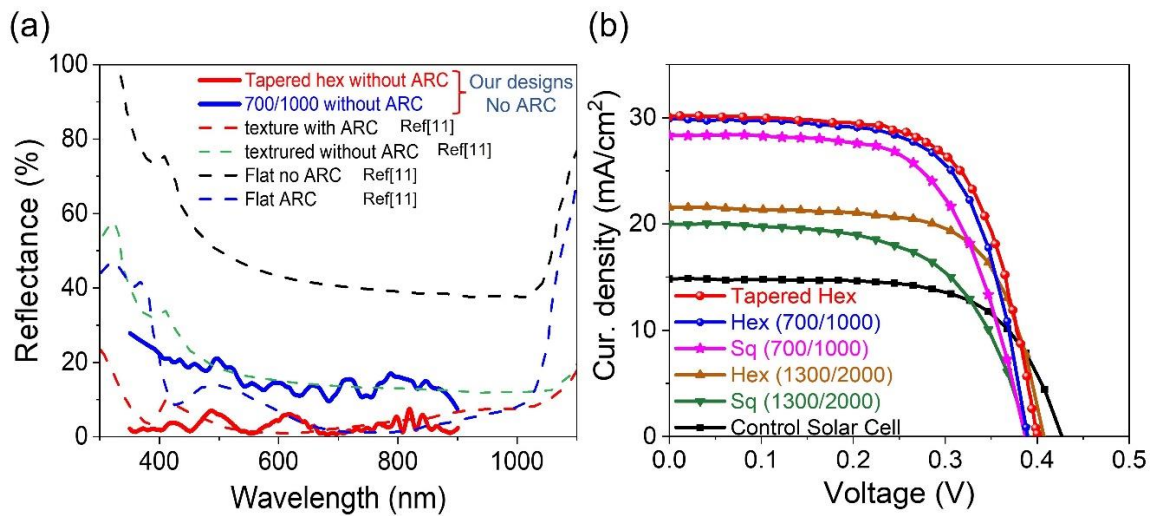 (a)
100
80
60
40
20
0
Reflectance (%)
Tapered hex without ARC
700/1000 without ARC
Our designs
No ARC
texture with ARC Ref[11]
textrured without ARC Ref[11]
Flat no ARC Ref[11]
Flat ARC Ref[11]
400 600 800 1000
Wavelength (nm)
(b)
30
20
10
0
Cur. density (mA/cm²)
Tapered Hex
Hex (700/1000)
Sq (700/1000)
Hex (1300/2000)
Sq (1300/2000)
Control Solar Cell
0.0 0.1 0.2 0.3 0.4 0.5
Voltage (V)